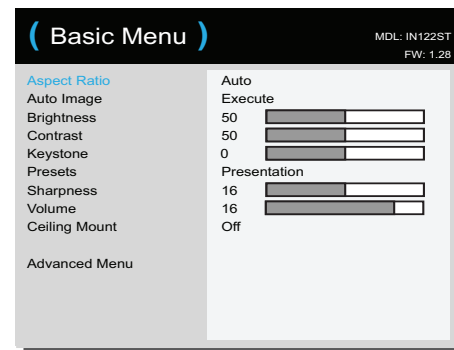 ( Basic Menu )
MDL: IN122ST
FW: 1.28
Aspect Ratio Auto
Auto Image Execute
Brightness 50
Contrast 50
Keystone 0
Presets Presentation
Sharpness 16
Volume 16
Ceiling Mount Off
Advanced Menu